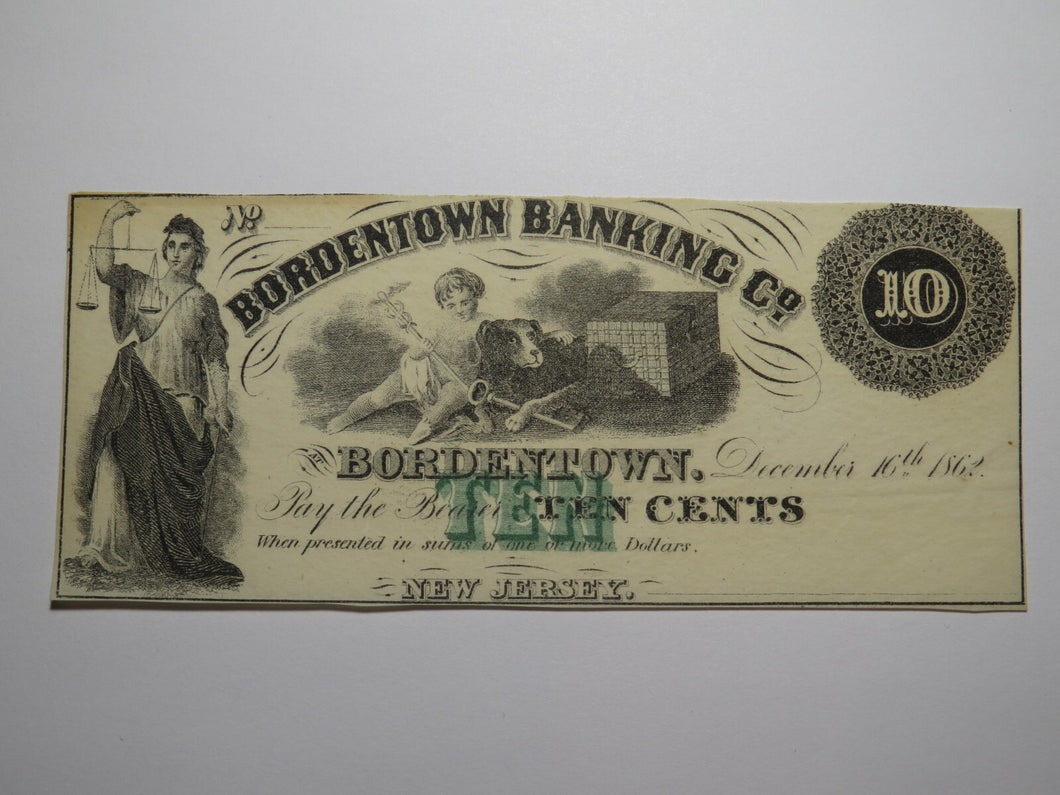 No
BORDENTOWN BANKING Co.
10
AT BORDENTOWN. December 16th 1862.
Pay the Bearer TEN CENTS
TEN
When presented in sums of one or more Dollars.
NEW JERSEY.